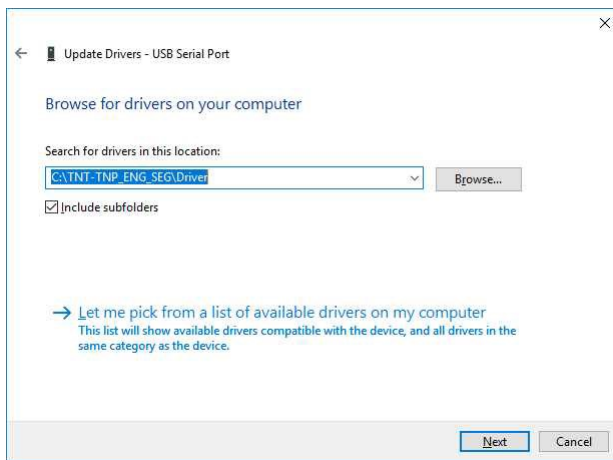 Update Drivers - USB Serial Port
Browse for drivers on your computer
Search for drivers in this location:
C:\TNT-TNP_ENG_SEG\Driver
Browse...
Include subfolders
Let me pick from a list of available drivers on my computer
This list will show available drivers compatible with the device, and all drivers in the
same category as the device.
Next
Cancel